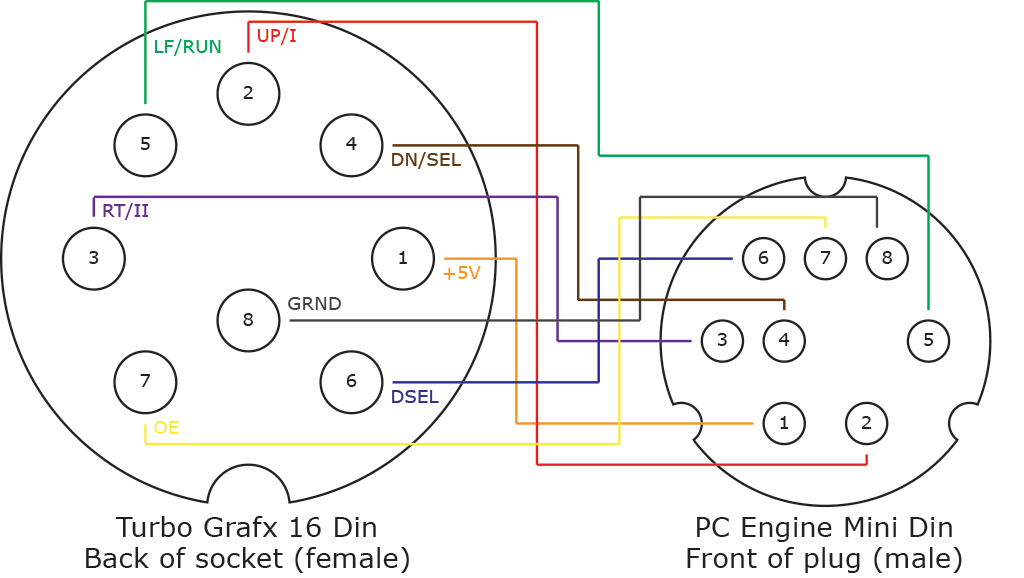 UP/I
LF/RUN
2
5
4
DN/SEL
RT/II
3
1
+5V
GRND
8
7
6
DSEL
OE
6
7
8
3
4
5
1
2
Turbo Grafx 16 Din
Back of socket (female)
PC Engine Mini Din
Front of plug (male)